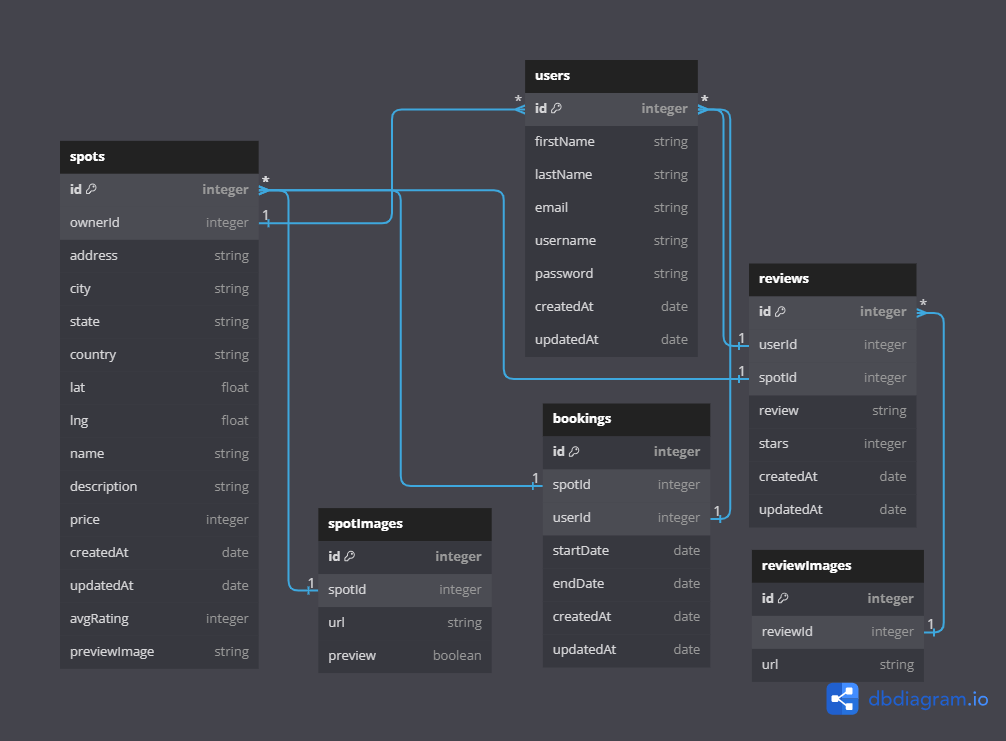 users
id integer
firstName string
lastName string
email string
username string
password string
createdAt date
updatedAt date
* *
spots
id integer
ownerId integer
address string
city string
state string
country string
lat float
lng float
name string
description string
price integer
createdAt date
updatedAt date
avgRating integer
previewImage string
*
1
reviews
id integer
userId integer
spotId integer
review string
stars integer
createdAt date
updatedAt date
*
1
1
bookings
id integer
spotId integer
userId integer
startDate date
endDate date
createdAt date
updatedAt date
1
1
spotImages
id integer
spotId integer
url string
preview boolean
1
reviewImages
id integer
reviewId integer
url string
1
dbdiagram.io